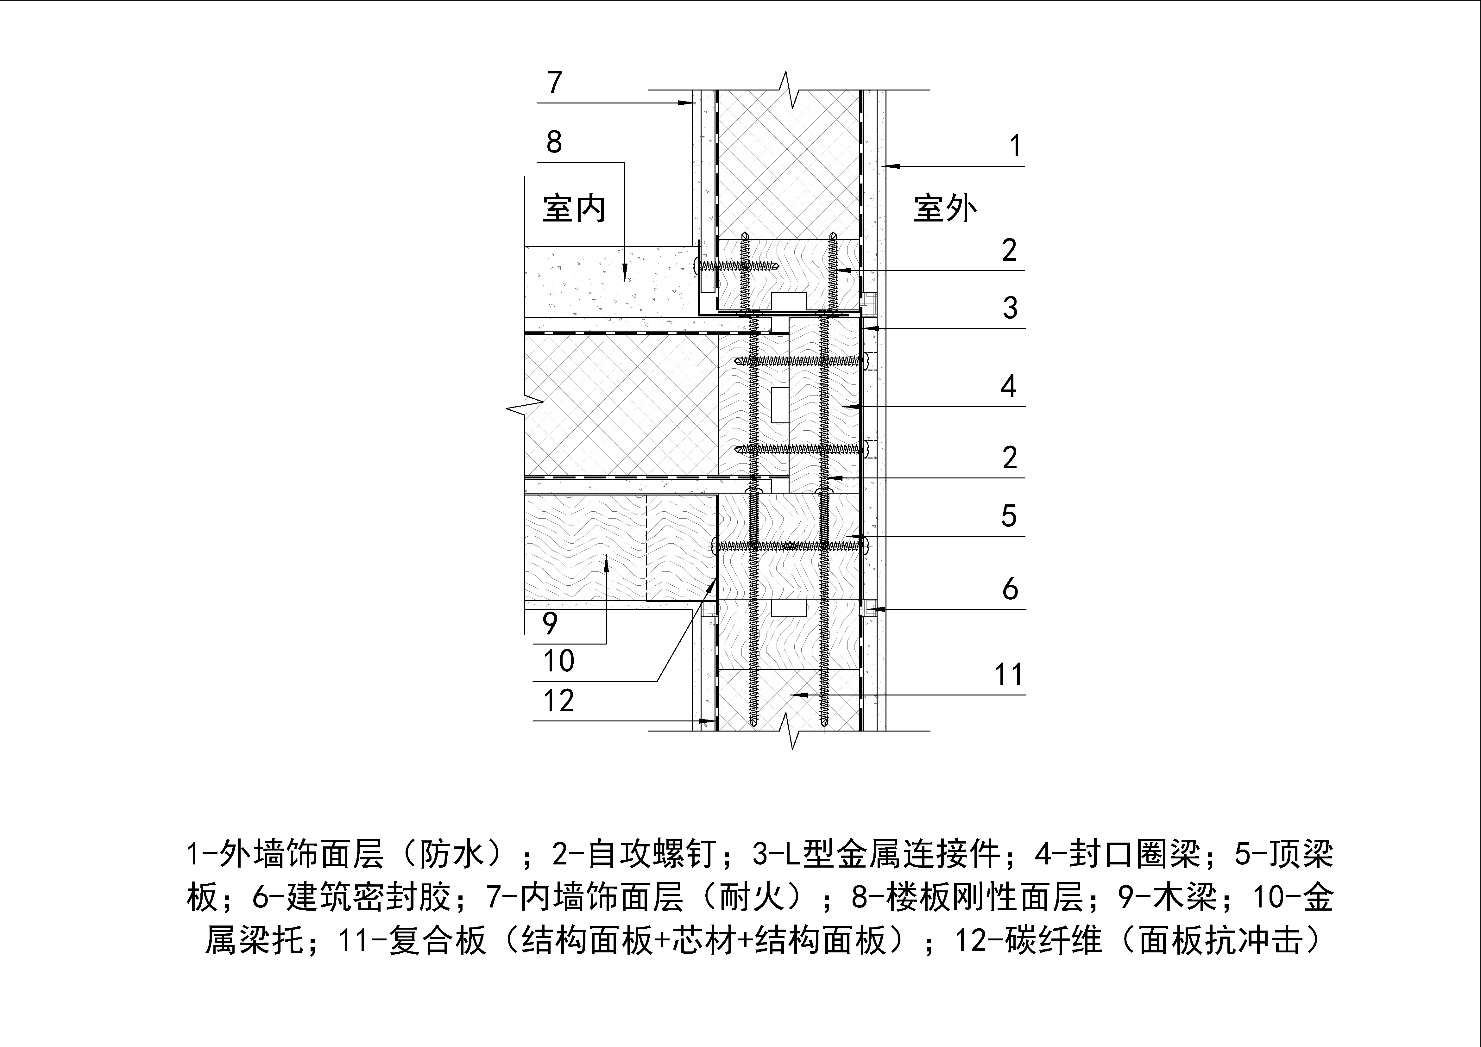 7
1
8
室内
室外
2
3
4
2
5
6
9
10
11
12
1-外墙饰面层（防水）；2-自攻螺钉；3-L型金属连接件；4-封口圈梁；5-顶梁
板；6-建筑密封胶；7-内墙饰面层（耐火）；8-楼板刚性面层；9-木梁；10-金
属梁托；11-复合板（结构面板+芯材+结构面板）；12-碳纤维（面板抗冲击）